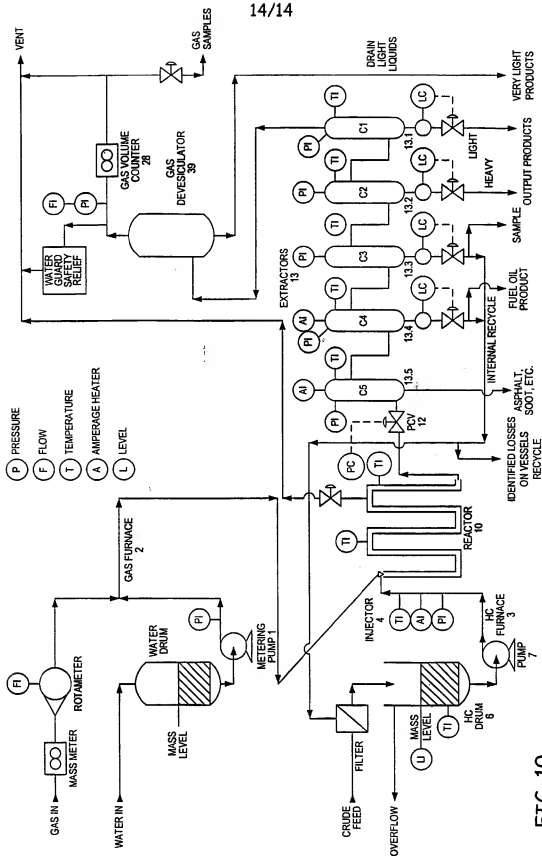 14/14
VENT
GAS
SAMPLES
DRAIN
LIGHT
LIQUIDS
VERY LIGHT
PRODUCTS
GAS VOLUME
COUNTER
28
GAS
DEVESICULATOR
39
FI
PI
WATER
GUARD
SAFETY
RELIEF
EXTRACTORS
13
TI
PI
C1
13.1
LC
LIGHT
TI
PI
C2
13.2
LC
HEAVY
OUTPUT PRODUCTS
TI
PI
C3
13.3
LC
SAMPLE
TI
AI
PI
C4
13.4
LC
FUEL OIL
PRODUCT
INTERNAL RECYCLE
TI
AI
PI
C5
13.5
ASPHALT,
SOOT, ETC.
PCV
12
PC
IDENTIFIED LOSSES
ON VESSELS
RECYCLE
P PRESSURE
F FLOW
T TEMPERATURE
A AMPERAGE HEATER
L LEVEL
GAS FURNACE
2
TI
TI
REACTOR
10
INJECTOR
4
TI
AI
PI
HC
FURNACE
3
PUMP
7
FI
ROTAMETER
MASS METER
GAS IN
WATER IN
WATER DRUM
MASS
LEVEL
PI
METERING
PUMP 1
FILTER
CRUDE
FEED
MASS
LEVEL
LI
TI
HC
DRUM
6
OVERFLOW
FIG. 10